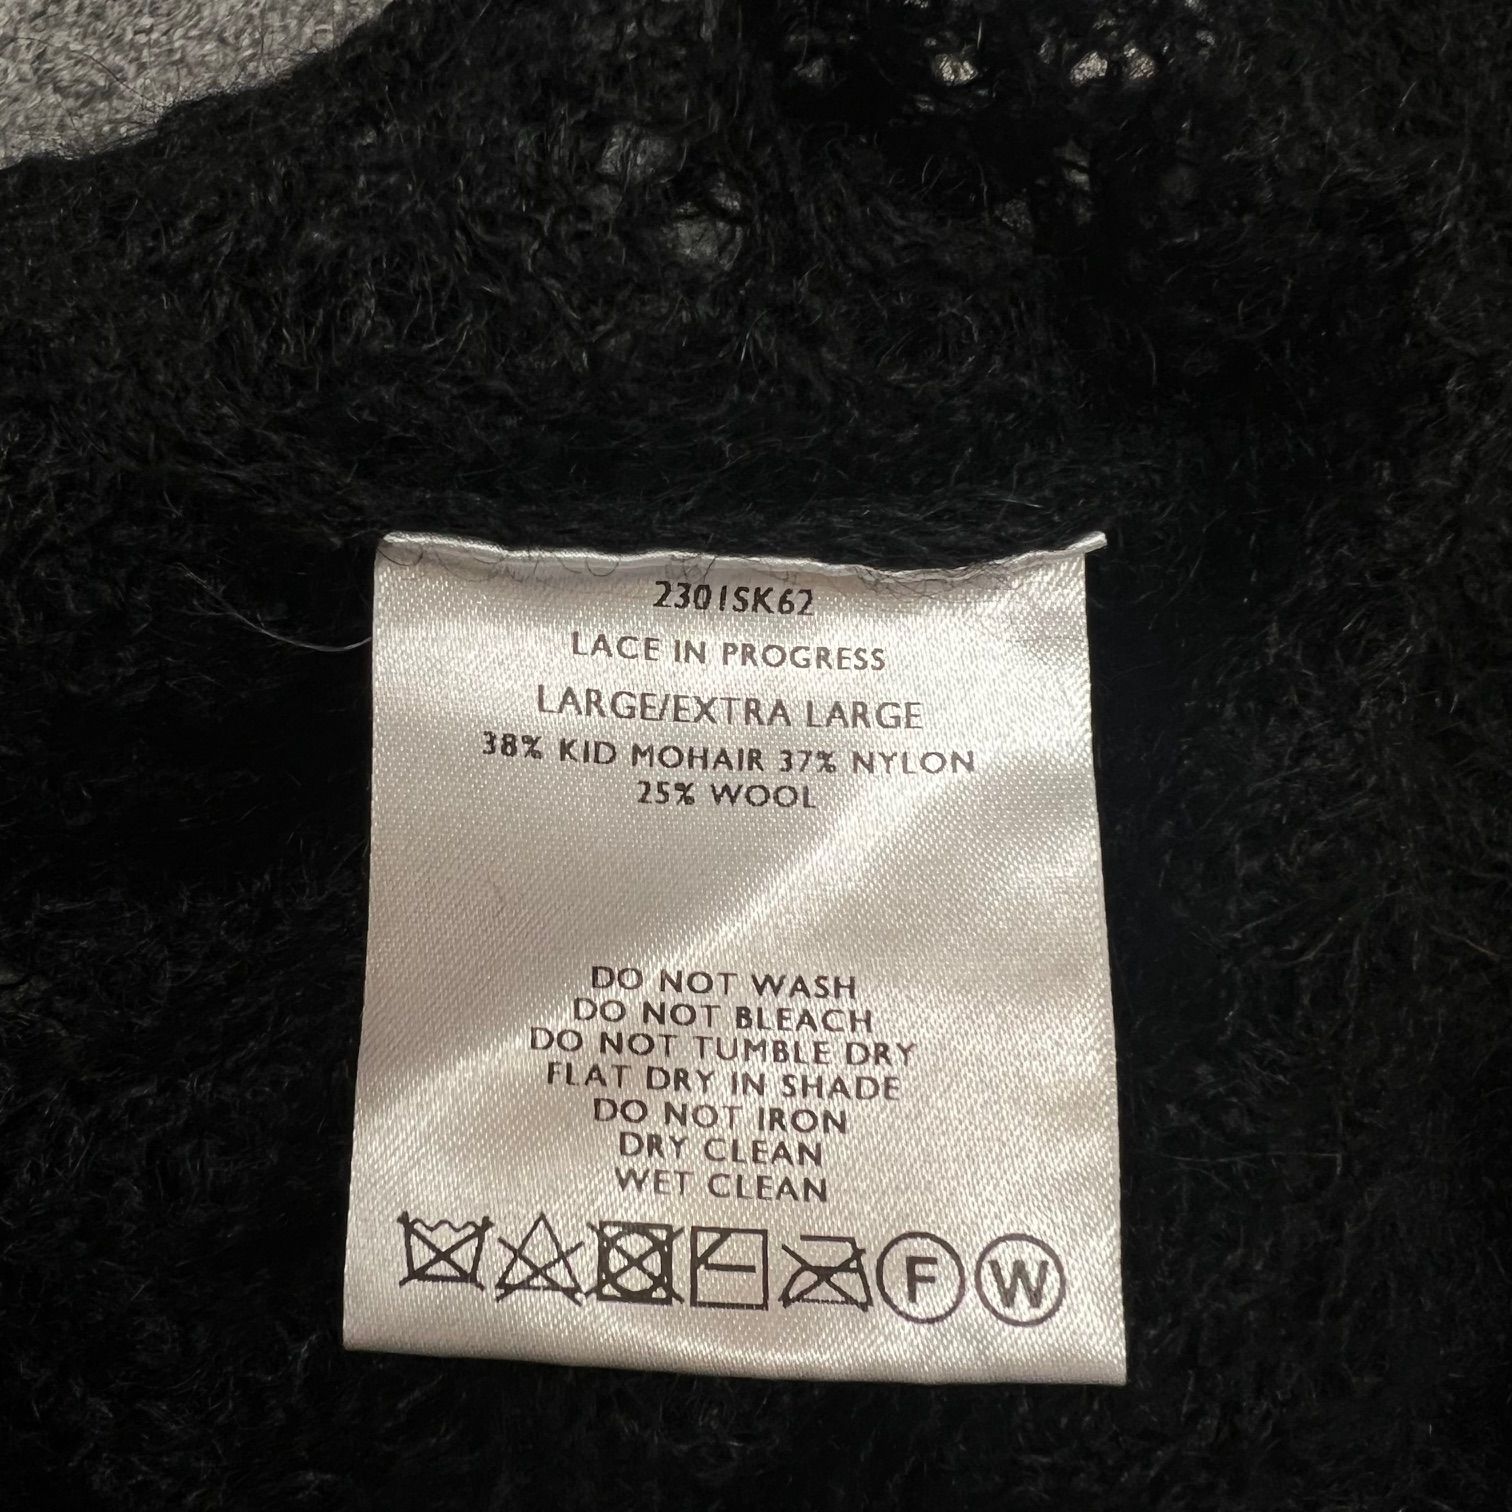 2301SK62
LACE IN PROGRESS
LARGE/EXTRA LARGE
38% KID MOHAIR 37% NYLON
25% WOOL
DO NOT WASH
DO NOT BLEACH
DO NOT TUMBLE DRY
FLAT DRY IN SHADE
DO NOT IRON
DRY CLEAN
WET CLEAN
F W